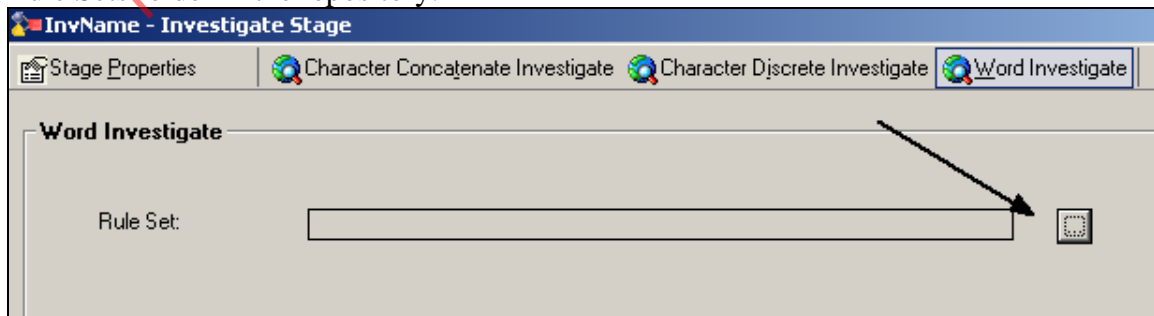 InvName - Investigate Stage
Stage Properties Character Concatenate Investigate Character Discrete Investigate Word Investigate
Word Investigate
Rule Set: